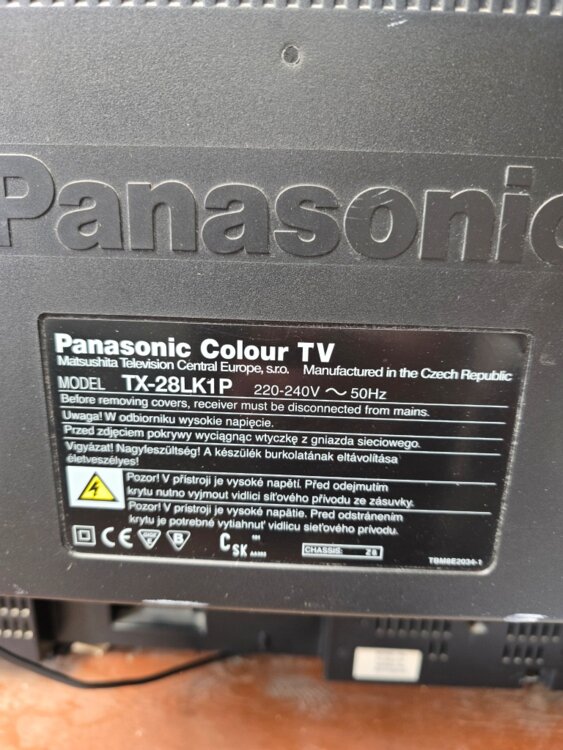 Panasonic
Panasonic Colour TV
Matsushita Television Central Europe, s.r.o. Manufactured in the Czech Republic
MODEL TX-28LK1P 220-240V ~ 50Hz
Before removing covers, receiver must be disconnected from mains.
Uwaga! W odbiorniku wysokie napięcie.
Przed zdjęciem pokrywy wyciągnąc wtyczkę z gniazda sieciowego.
Vigyázat! Nagyfeszültség! A készülék burkolatának eltávolítása
életveszélyes!
Pozor! V přístroji je vysoké napětí. Před odejmutím
krytu nutno vyjmout vidlici síťového přívodu ze zásuvky.
Pozor! V prístroji je vysoké napätie. Pred odstránením
krytu je potrebné vytiahnuť vidlicu sieťového prívodu.
CE B CSK CHASSIS: Z8
TBM8E2034-1